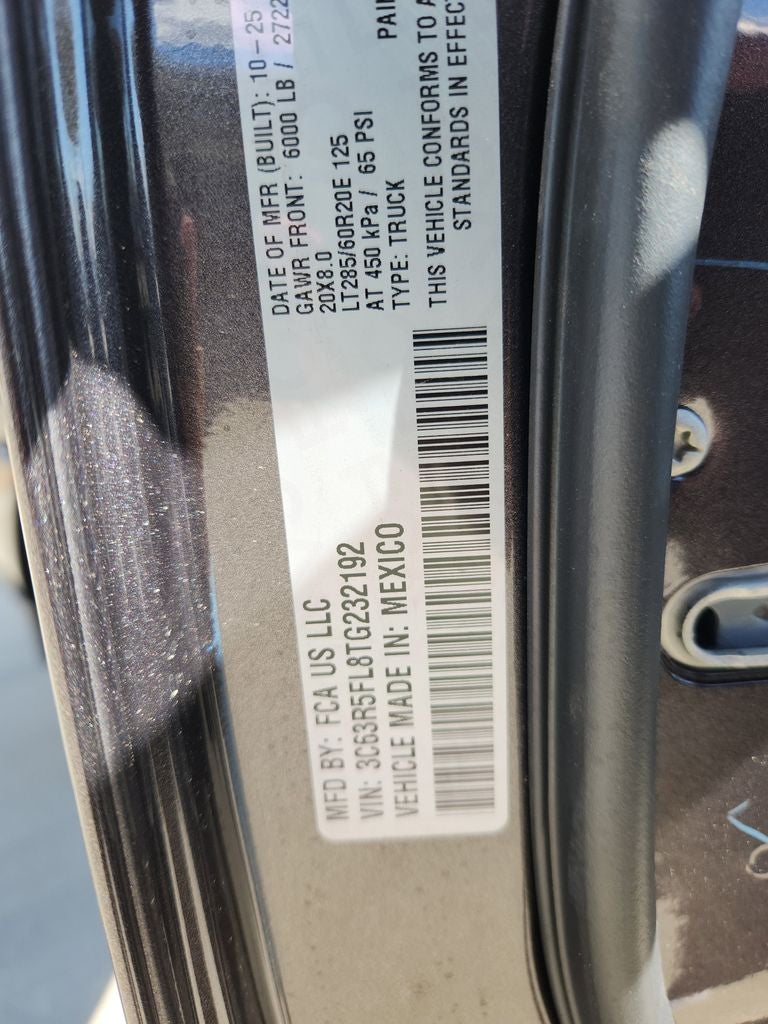 MFD BY: FCA US LLC
VIN: 3C63R5FL8TG232192
VEHICLE MADE IN: MEXICO
DATE OF MFR (BUILT): 10-25
GAWR FRONT: 6000 LB / 2722
20X8.0
LT285/60R20E 125
AT 450 kPa / 65 PSI
TYPE: TRUCK
THIS VEHICLE CONFORMS TO A
STANDARDS IN EFFECT